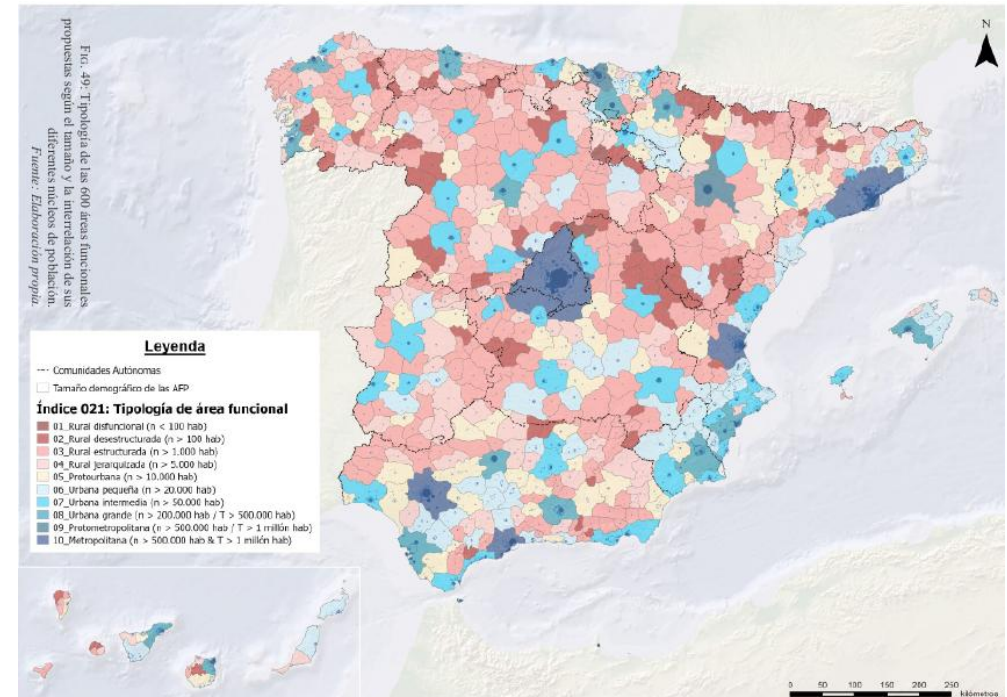 FIG. 49: Tipología de las 600 áreas funcionales
propuestas según el tamaño y la interrelación de sus
diferentes núcleos de población.
Fuente: Elaboración propia.
N
Leyenda
Comunidades Autónomas
Tamaño demográfico de las AFP
Índice 021: Tipología de área funcional
01_Rural disfuncional (n < 100 hab)
02_Rural desestructurada (n > 100 hab)
03_Rural estructurada (n > 1.000 hab)
04_Rural jerarquizada (n > 5.000 hab)
05_Protourbana (n > 10.000 hab)
06_Urbana pequeña (n > 20.000 hab)
07_Urbana intermedia (n > 50.000 hab)
08_Urbana grande (n > 200.000 hab / T > 500.000 hab)
09_Protometropolitana (n > 500.000 hab / T > 1 millón hab)
10_Metropolitana (n > 500.000 hab & T > 1 millón hab)
0 50 100 150 200 250
kilómetros